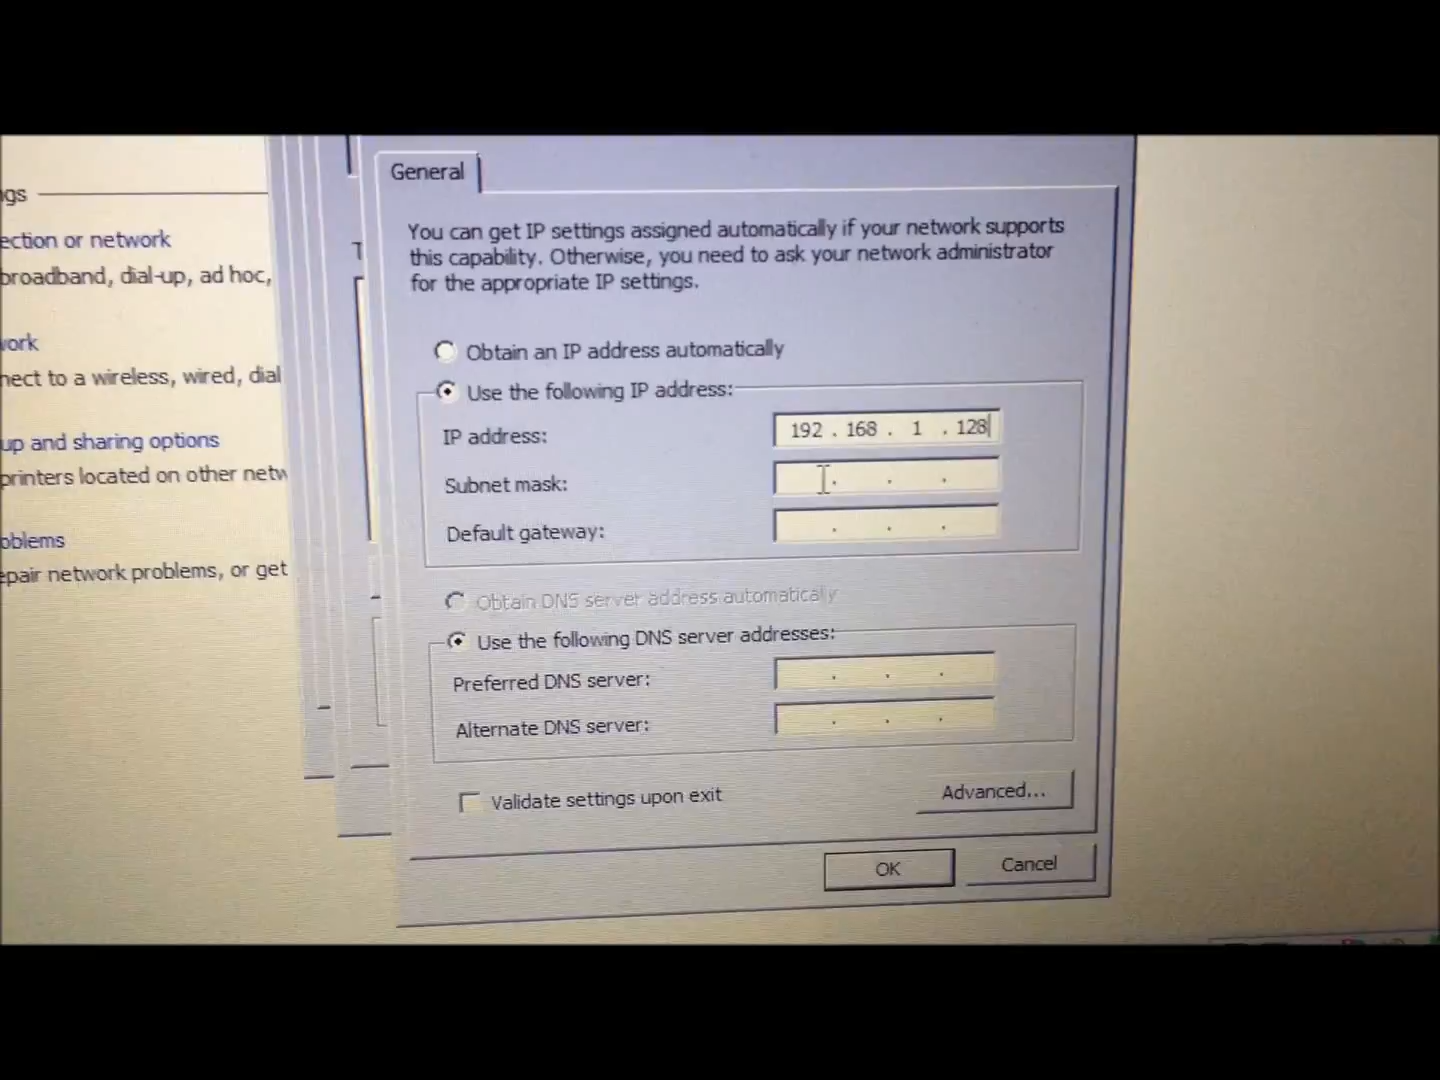 General
You can get IP settings assigned automatically if your network supports
this capability. Otherwise, you need to ask your network administrator
for the appropriate IP settings.
Obtain an IP address automatically
Use the following IP address:
IP address: 192 . 168 . 1 . 128
Subnet mask: . . .
Default gateway: . . .
Obtain DNS server address automatically
Use the following DNS server addresses:
Preferred DNS server: . . .
Alternate DNS server: . . .
Validate settings upon exit
Advanced...
OK
Cancel
gs
ection or network
broadband, dial-up, ad hoc,
work
nect to a wireless, wired, dial
up and sharing options
printers located on other netw
oblems
epair network problems, or get
T